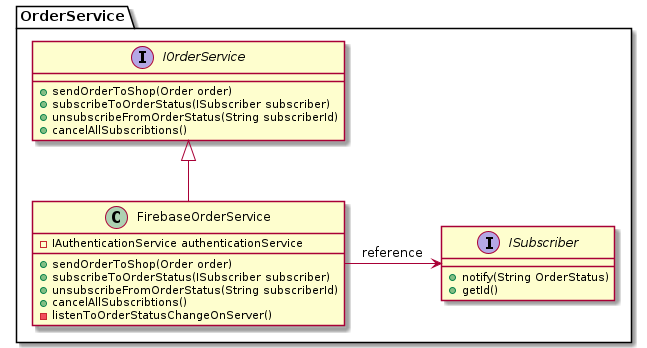 OrderService
I IOrderService
sendOrderToShop(Order order)
subscribeToOrderStatus(ISubscriber subscriber)
unsubscribeFromOrderStatus(String subscriberId)
cancelAllSubscribtions()
C FirebaseOrderService
IAuthenticationService authenticationService
sendOrderToShop(Order order)
subscribeToOrderStatus(ISubscriber subscriber)
unsubscribeFromOrderStatus(String subscriberId)
cancelAllSubscribtions()
listenToOrderStatusChangeOnServer()
reference
I ISubscriber
notify(String OrderStatus)
getId()